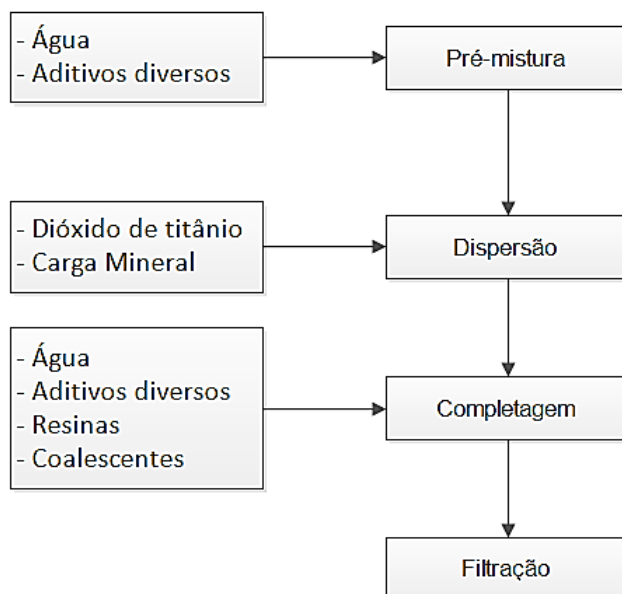 - Água
- Aditivos diversos
Pré-mistura
- Dióxido de titânio
- Carga Mineral
Dispersão
- Água
- Aditivos diversos
- Resinas
- Coalescentes
Completagem
Filtração